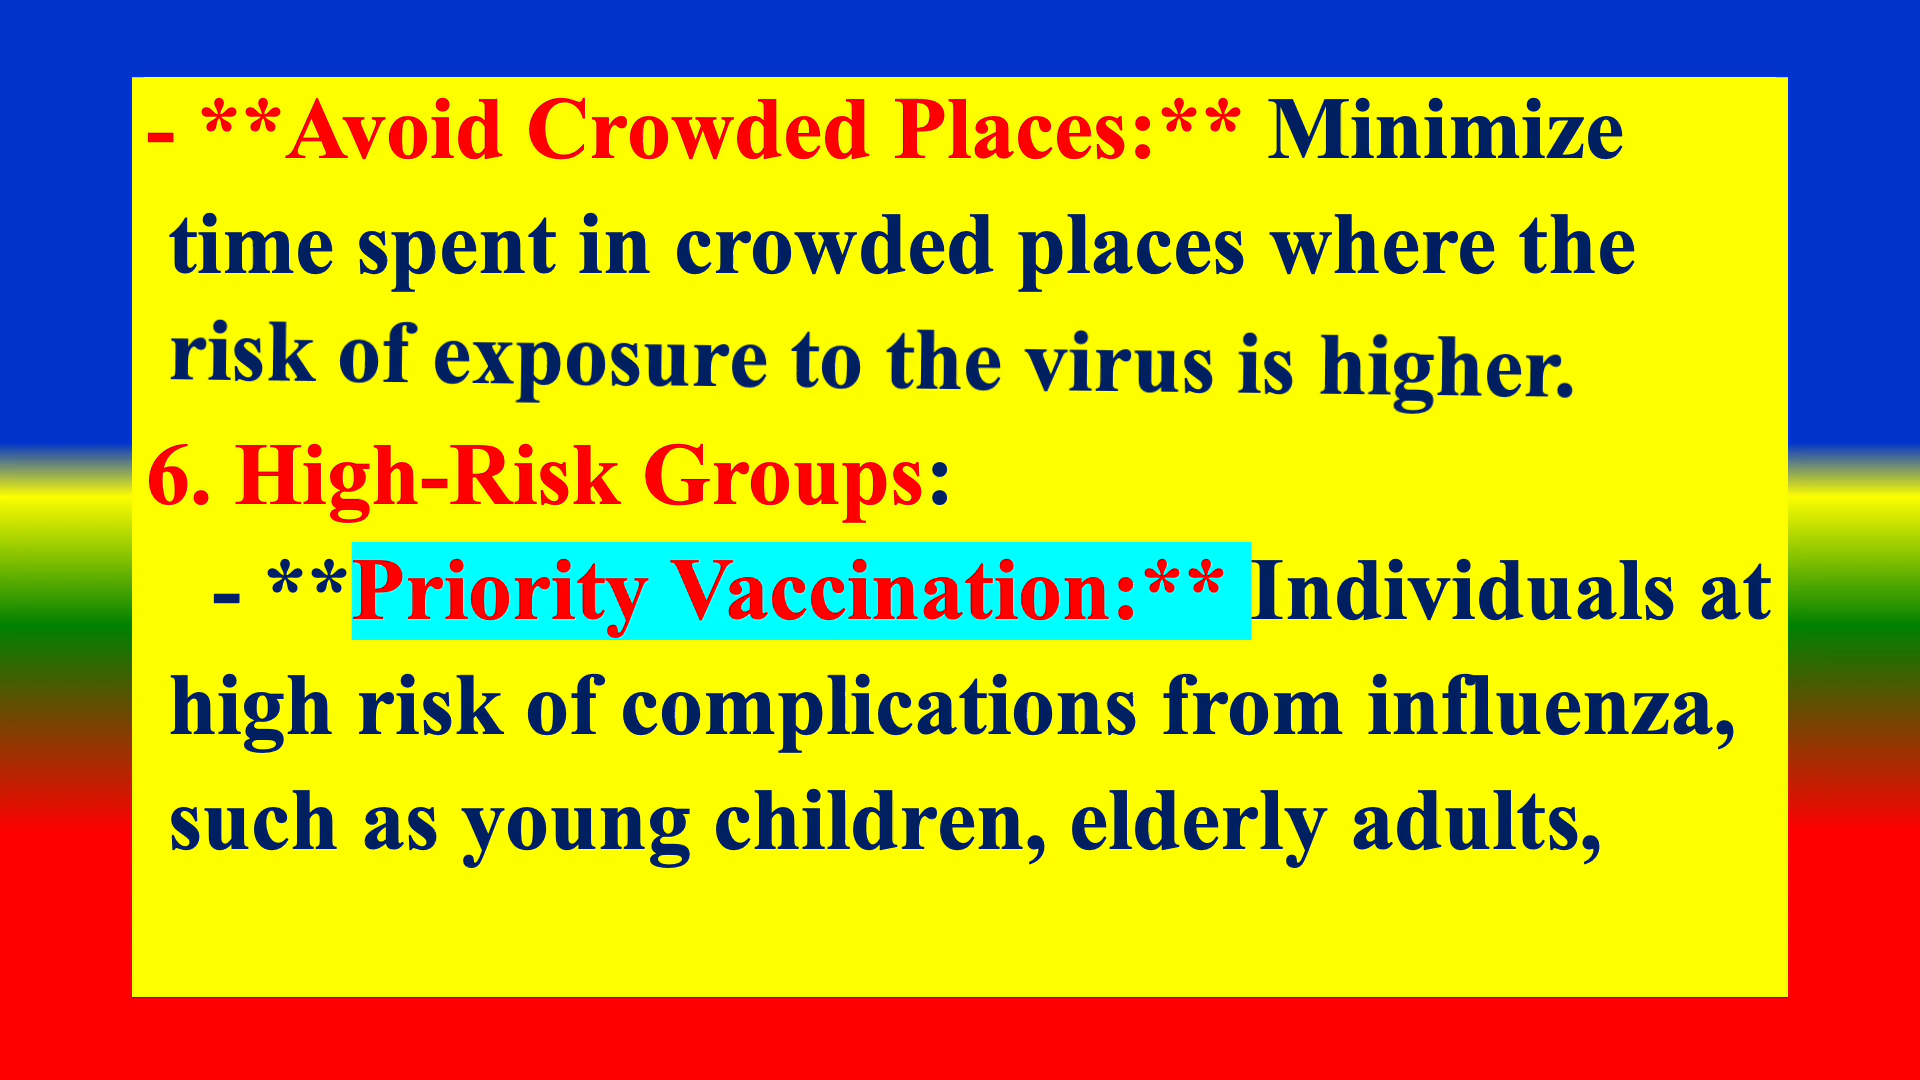 - **Avoid Crowded Places:** Minimize
time spent in crowded places where the
risk of exposure to the virus is higher.
6. High-Risk Groups:
- **Priority Vaccination:** Individuals at
high risk of complications from influenza,
such as young children, elderly adults,